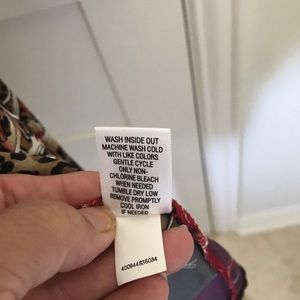 WASH INSIDE OUT
MACHINE WASH COLD
WITH LIKE COLORS
GENTLE CYCLE
ONLY NON-
CHLORINE BLEACH
WHEN NEEDED
TUMBLE DRY LOW
REMOVE PROMPTLY
COOL IRON
IF NEEDED
400944836084